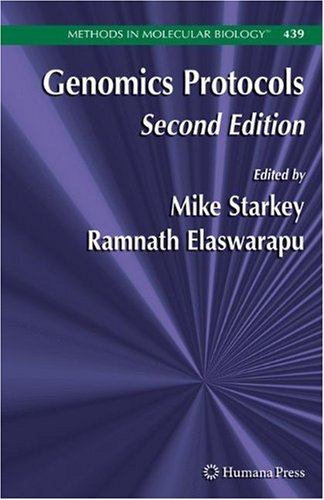 METHODS IN MOLECULAR BIOLOGY™ 439
Genomics Protocols
Second Edition
Edited by
Mike Starkey
Ramnath Elaswarapu
Humana Press